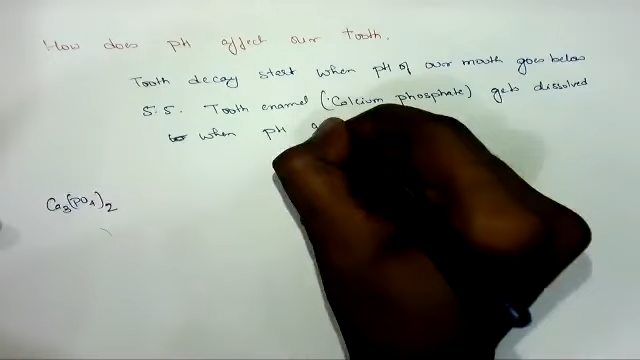 How does pH affect our tooth.
Tooth decay start when pH of our mouth goes below
5.5. Tooth enamel (Calcium phosphate) gets dissolved
when pH
Ca3(PO4)2